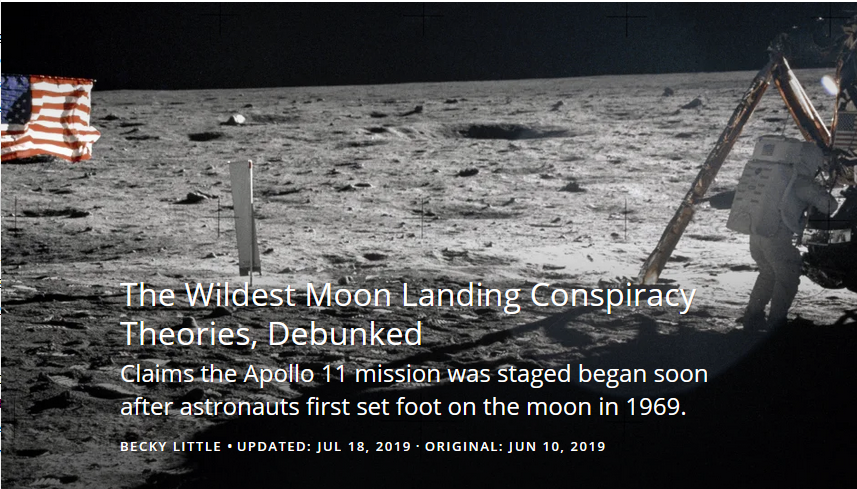 The Wildest Moon Landing Conspiracy
Theories, Debunked
Claims the Apollo 11 mission was staged began soon
after astronauts first set foot on the moon in 1969.
BECKY LITTLE • UPDATED: JUL 18, 2019 · ORIGINAL: JUN 10, 2019